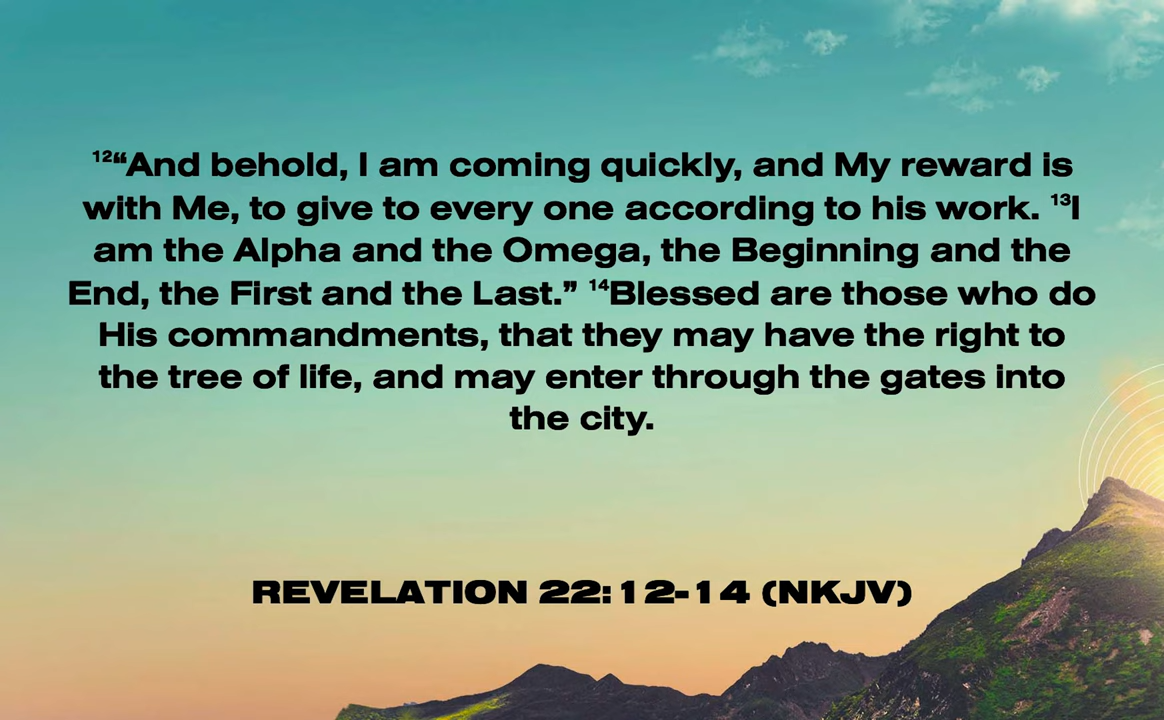 ¹²“And behold, I am coming quickly, and My reward is
with Me, to give to every one according to his work. ¹³I
am the Alpha and the Omega, the Beginning and the
End, the First and the Last.” ¹⁴Blessed are those who do
His commandments, that they may have the right to
the tree of life, and may enter through the gates into
the city.
REVELATION 22:12-14 (NKJV)